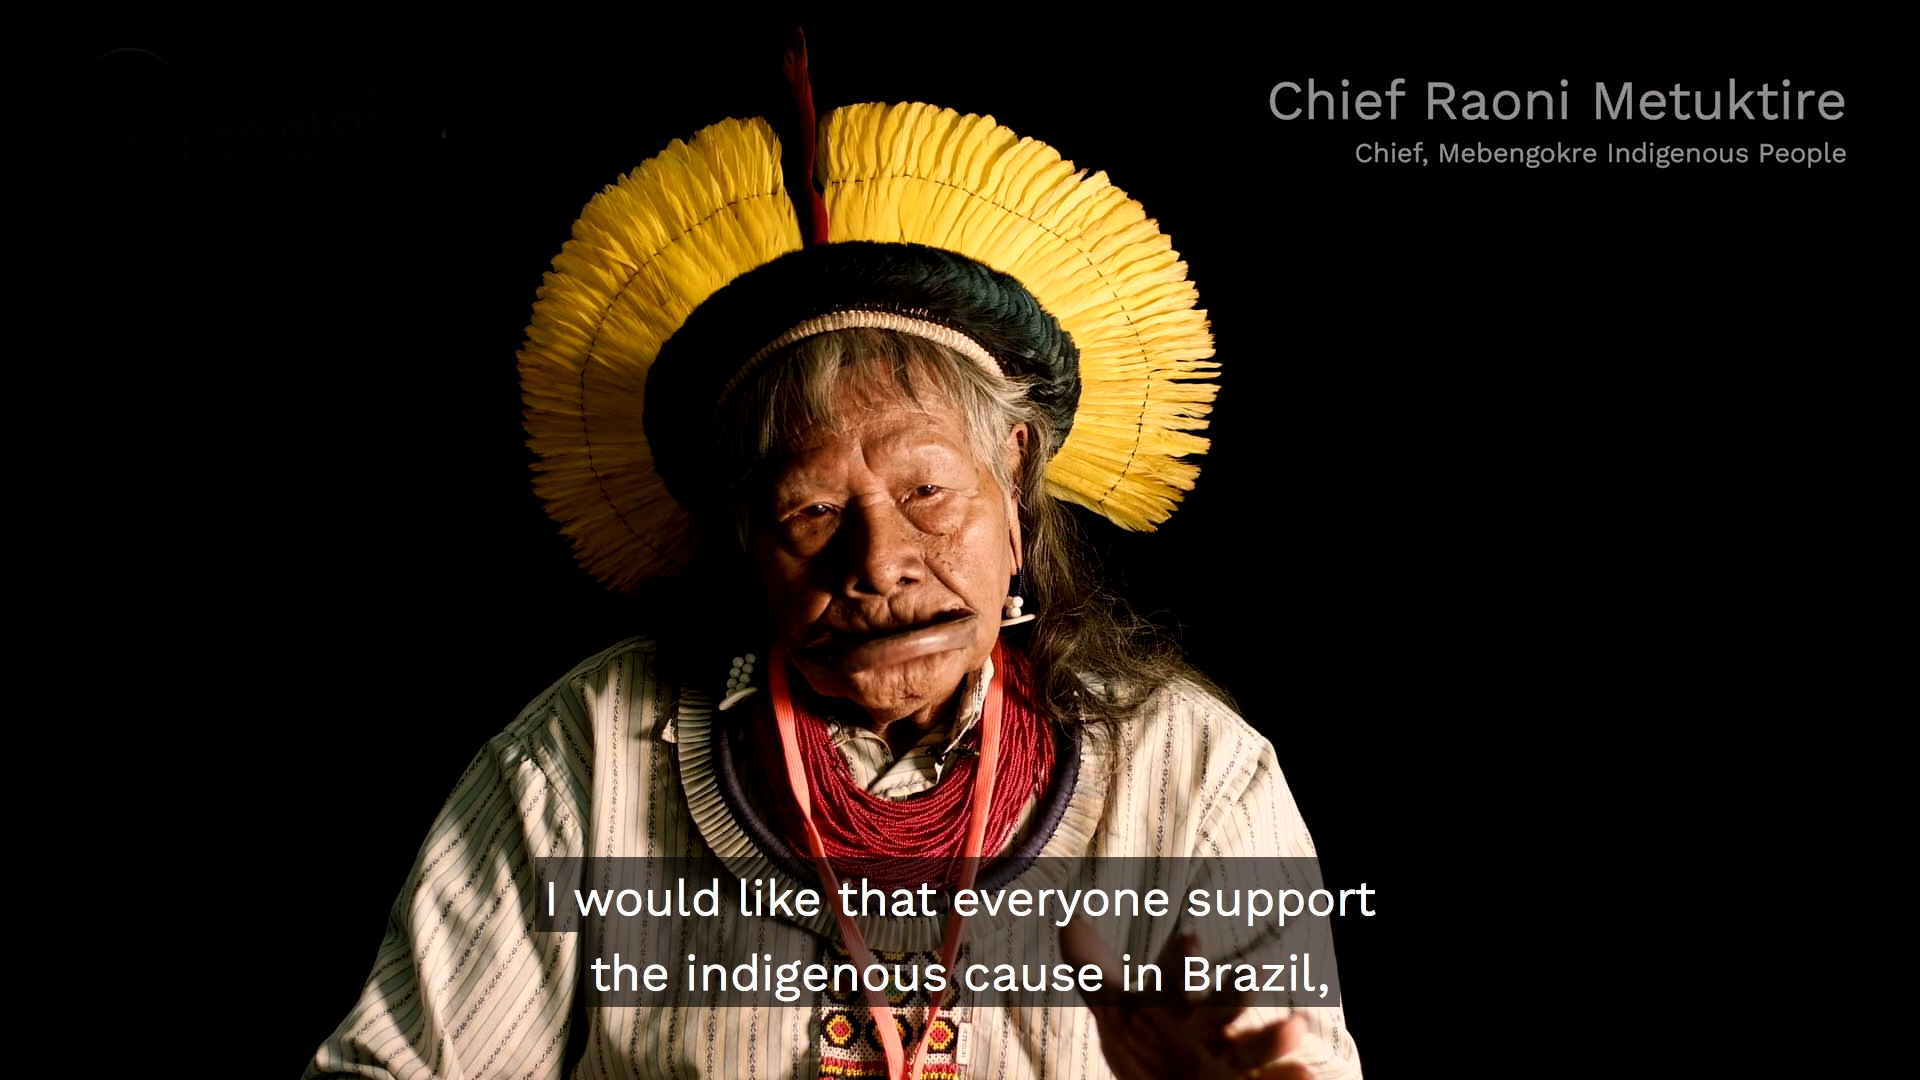 Chief Raoni Metuktire
Chief, Mebengokre Indigenous People
I would like that everyone support
the indigenous cause in Brazil,